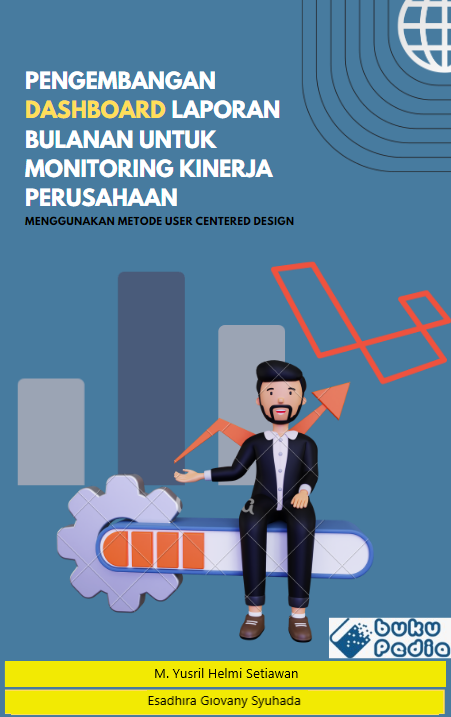 PENGEMBANGAN
DASHBOARD LAPORAN
BULANAN UNTUK
MONITORING KINERJA
PERUSAHAAN
MENGGUNAKAN METODE USER CENTERED DESIGN
buku
Pedia
M. Yusril Helmi Setiawan
Esadhira Giovany Syuhada